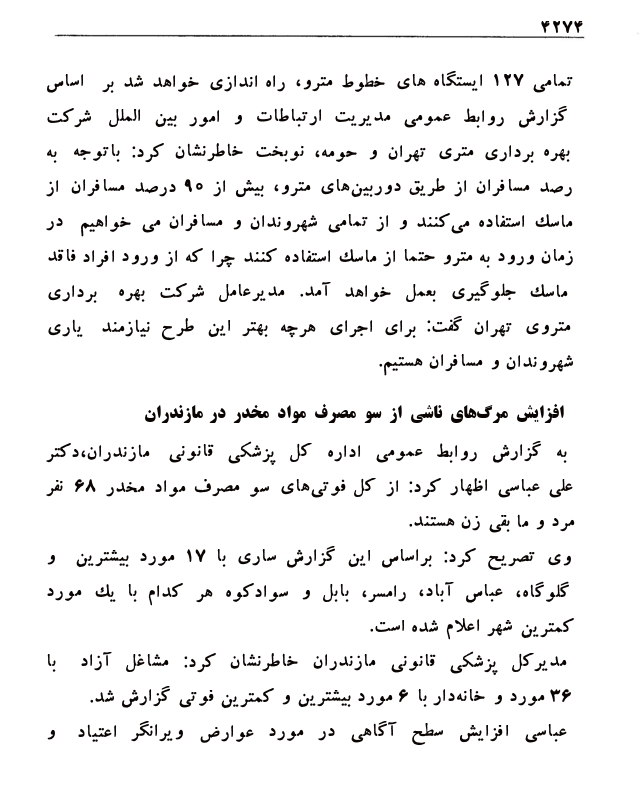 ۴۲۷۴
تمامی ۱۲۷ ایستگاه های خطوط مترو، راه اندازی خواهد شد بر اساس
گزارش روابط عمومی مدیریت ارتباطات و امور بین الملل شرکت
بهره برداری متری تهران و حومه، نوبخت خاطرنشان کرد: باتوجه به
رصد مسافران از طریق دوربین‌های مترو، بیش از ۹۰ درصد مسافران از
ماسك استفاده می‌کنند و از تمامی شهروندان و مسافران می خواهیم در
زمان ورود به مترو حتما از ماسك استفاده کنند چرا که از ورود افراد فاقد
ماسك جلوگیری بعمل خواهد آمد. مدیرعامل شرکت بهره برداری
متروی تهران گفت: برای اجرای هرچه بهتر این طرح نیازمند یاری
شهروندان و مسافران هستیم.
افزایش مرگ‌های ناشی از سو مصرف مواد مخدر در مازندران
به گزارش روابط عمومی اداره کل پزشکی قانونی مازندران،دکتر
علی عباسی اظهار کرد: از کل فوتی‌های سو مصرف مواد مخدر ۶۸ نفر
مرد و ما بقی زن هستند.
وی تصریح کرد: براساس این گزارش ساری با ۱۷ مورد بیشترین و
گلوگاه، عباس آباد، رامسر، بابل و سوادکوه هر کدام با يك مورد
کمترین شهر اعلام شده است.
مدیرکل پزشکی قانونی مازندران خاطرنشان کرد: مشاغل آزاد با
۳۶ مورد و خانه‌دار با ۶ مورد بیشترین و کمترین فوتی گزارش شد.
عباسی افزایش سطح آگاهی در مورد عوارض ویرانگر اعتیاد و